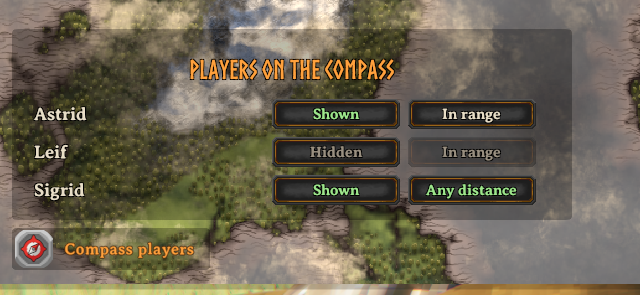 PLAYERS ON THE COMPASS
Astrid Shown In range
Leif Hidden In range
Sigrid Shown Any distance
Compass players